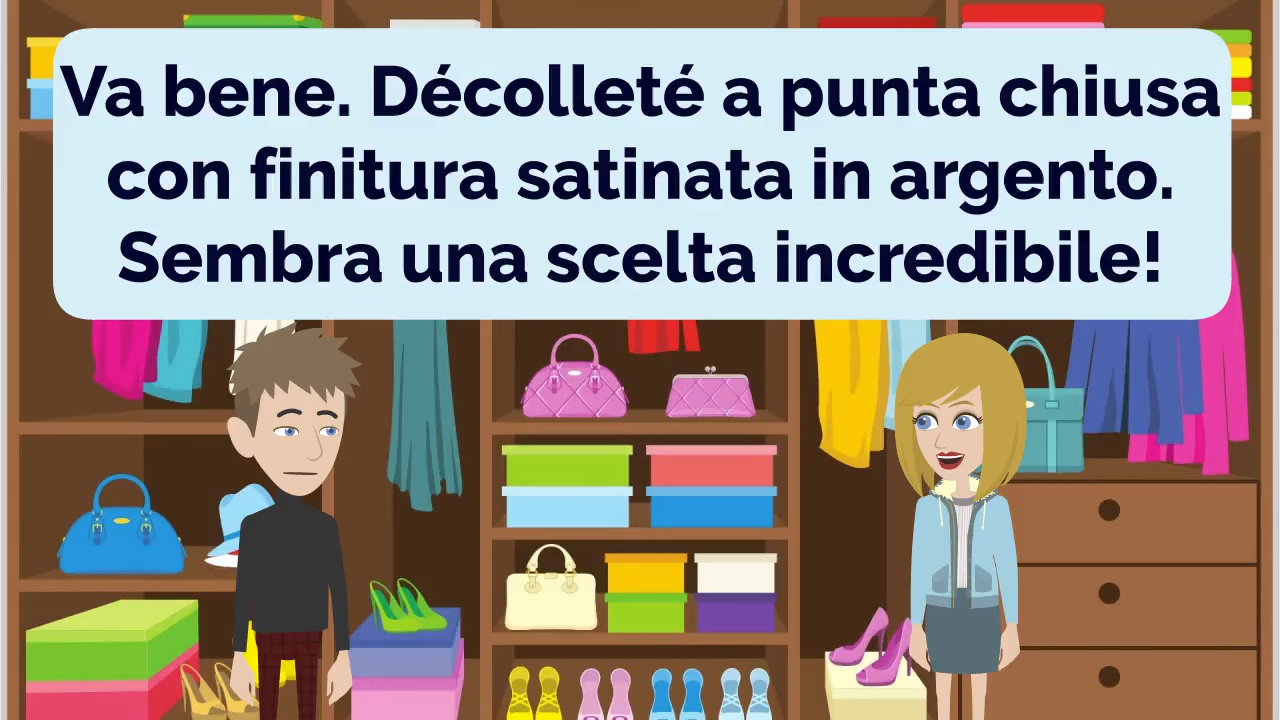 Va bene. Décolleté a punta chiusa
con finitura satinata in argento.
Sembra una scelta incredibile!